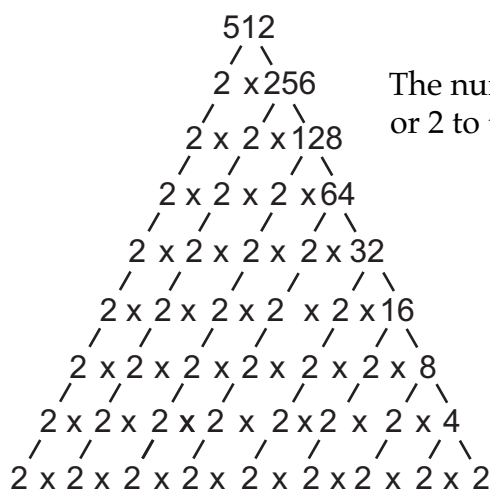 512
2 x 256
The
or 2 to
2 x 2 x 128
2 x 2 x 2 x 64
2 x 2 x 2 x 2 x 32
2 x 2 x 2 x 2 x 2 x 16
2 x 2 x 2 x 2 x 2 x 2 x 8
2 x 2 x 2 x 2 x 2 x 2 x 2 x 4
2 x 2 x 2 x 2 x 2 x 2 x 2 x 2 x 2